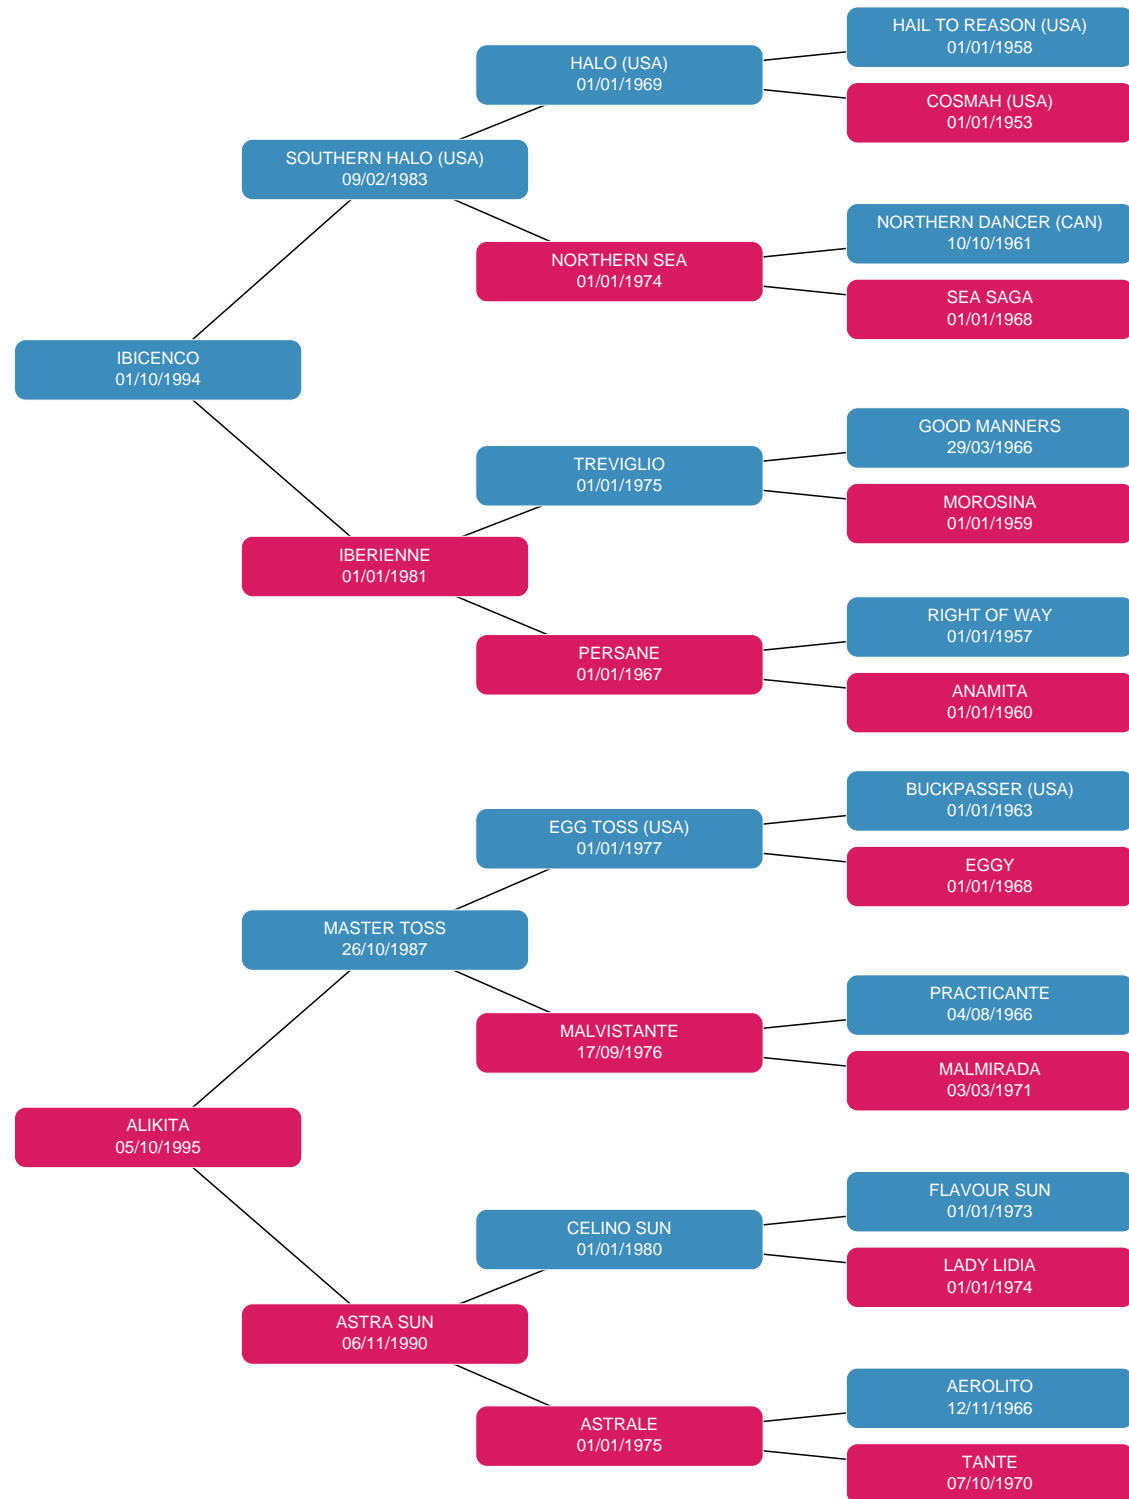 HAIL TO REASON (USA)
01/01/1958
HALO (USA)
01/01/1969
COSMAH (USA)
01/01/1953
SOUTHERN HALO (USA)
09/02/1983
NORTHERN DANCER (CAN)
10/10/1961
NORTHERN SEA
01/01/1974
SEA SAGA
01/01/1968
IBICENCO
01/10/1994
GOOD MANNERS
29/03/1966
TREVIGLIO
01/01/1975
MOROSINA
01/01/1959
IBERIENNE
01/01/1981
RIGHT OF WAY
01/01/1957
PERSANE
01/01/1967
ANAMITA
01/01/1960
BUCKPASSER (USA)
01/01/1963
EGG TOSS (USA)
01/01/1977
EGGY
01/01/1968
MASTER TOSS
26/10/1987
PRACTICANTE
04/08/1966
MALVISTANTE
17/09/1976
MALMIRADA
03/03/1971
ALIKITA
05/10/1995
FLAVOUR SUN
01/01/1973
CELINO SUN
01/01/1980
LADY LIDIA
01/01/1974
ASTRA SUN
06/11/1990
AEROLITO
12/11/1966
ASTRALE
01/01/1975
TANTE
07/10/1970